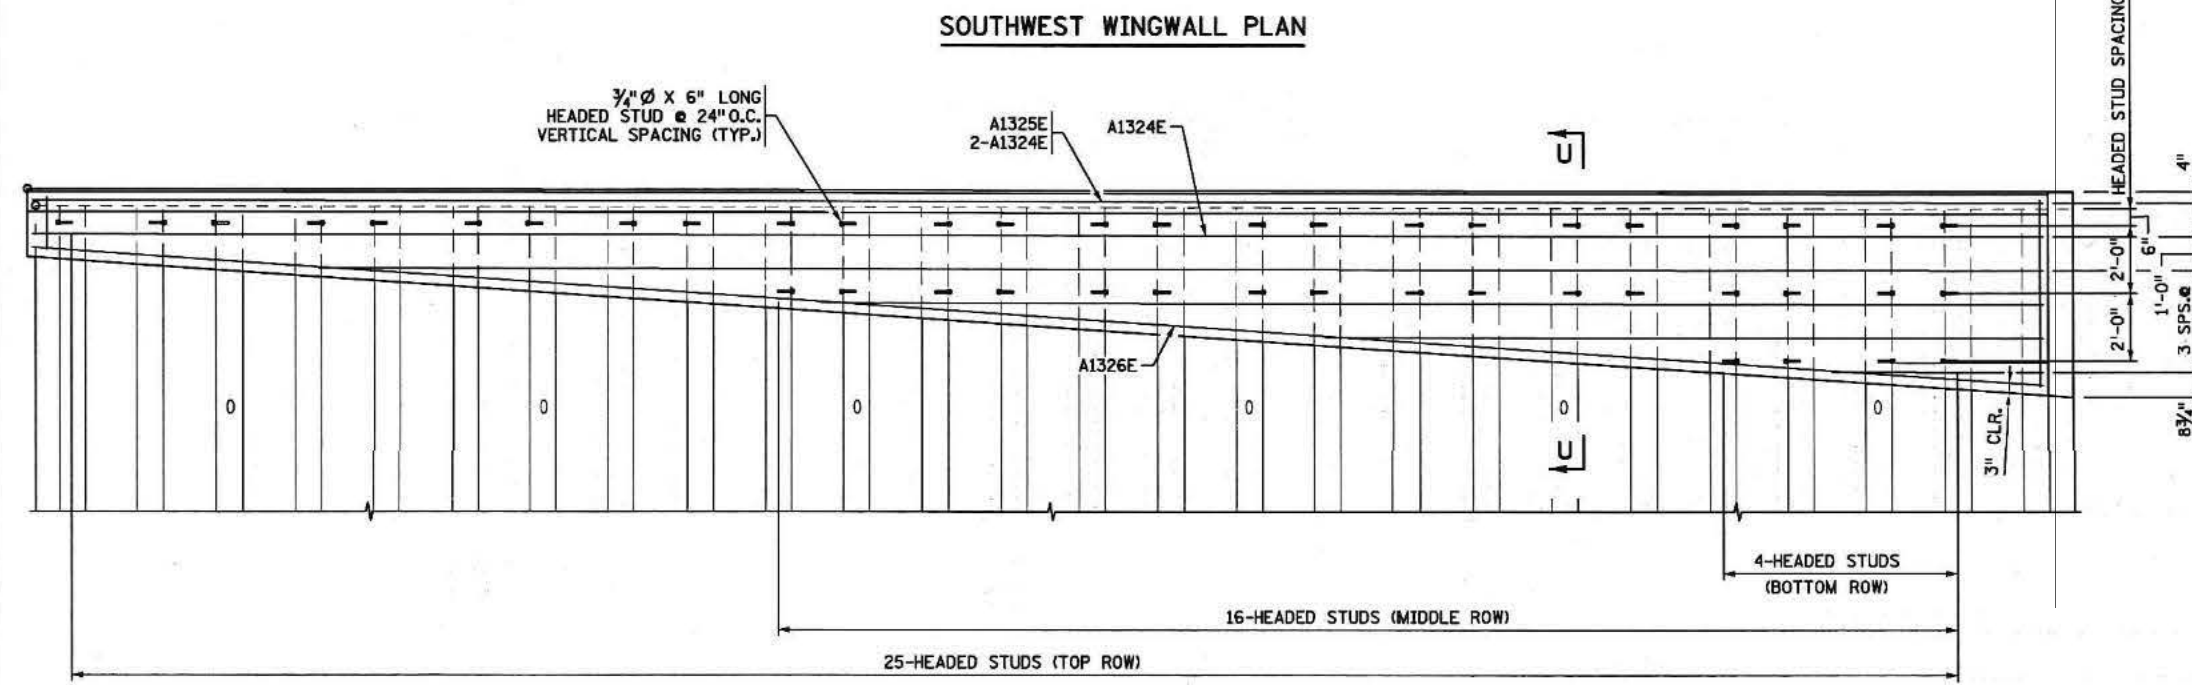 SOUTHWEST WINGWALL PLAN
¾"Ø X 6" LONG
HEADED STUD @ 24" O.C.
VERTICAL SPACING (TYP.)
A1325E
2-A1324E
A1324E
U
HEADED STUD SPACING
4"
6"
2'-0"
2'-0"
1'-0"
3 SPS.@
8¾"
A1326E
0
0
0
0
0
0
U
3" CLR.
4-HEADED STUDS
(BOTTOM ROW)
16-HEADED STUDS (MIDDLE ROW)
25-HEADED STUDS (TOP ROW)